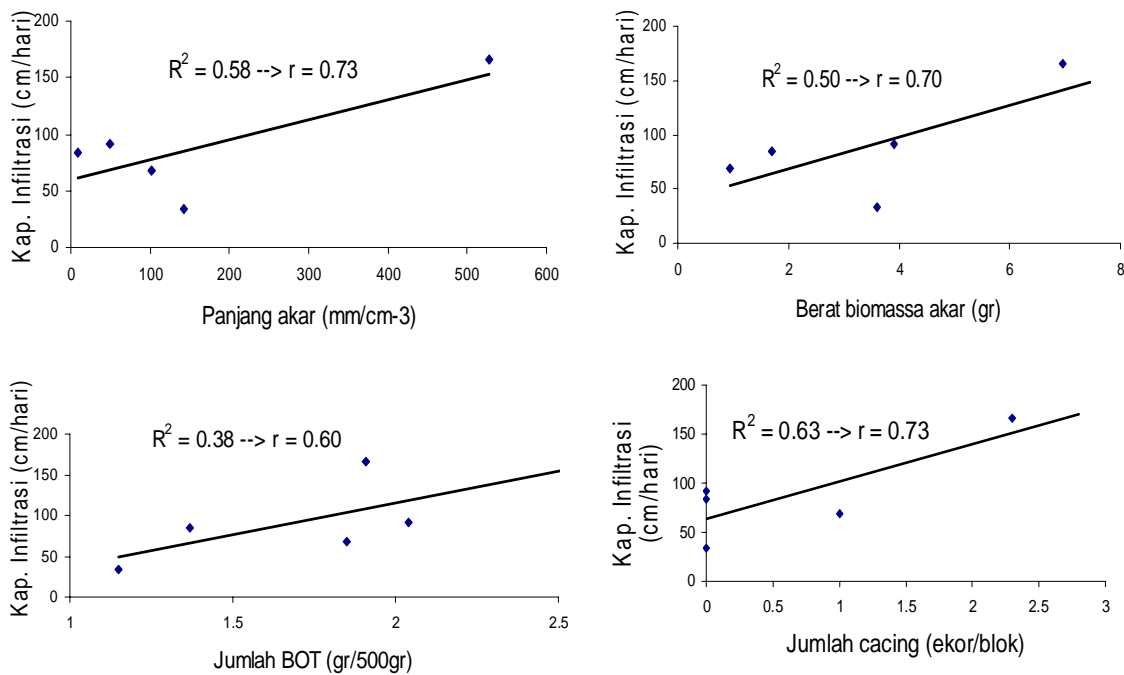 Kap. Infiltrasi (cm/hari)
200
150
100
50
0
R² = 0.58 --> r = 0.73
0 100 200 300 400 500 600
Panjang akar (mm/cm-3)
Kap. Infiltrasi (cm/hari)
200
150
100
50
0
R² = 0.50 --> r = 0.70
0 2 4 6 8
Berat biomassa akar (gr)
Kap. Infiltrasi (cm/hari)
200
150
100
50
0
R² = 0.38 --> r = 0.60
1 1.5 2 2.5
Jumlah BOT (gr/500gr)
Kap. Infiltrasi
(cm/hari)
200
150
100
50
0
R² = 0.63 --> r = 0.73
0 0.5 1 1.5 2 2.5 3
Jumlah cacing (ekor/blok)